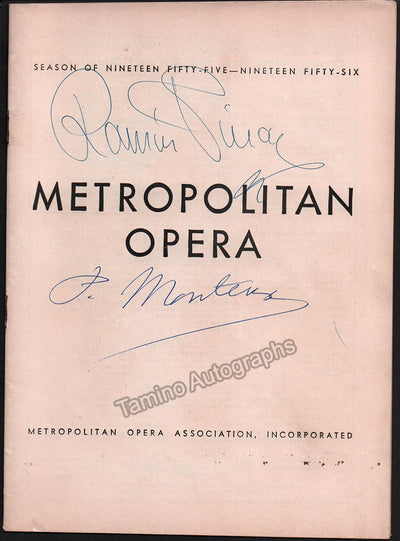 SEASON OF NINETEEN FIFTY-FIVE—NINETEEN FIFTY-SIX
Ramon Vinay
METROPOLITAN
OPERA
P. Monteux
Tamino Autographs
METROPOLITAN OPERA ASSOCIATION, INCORPORATED